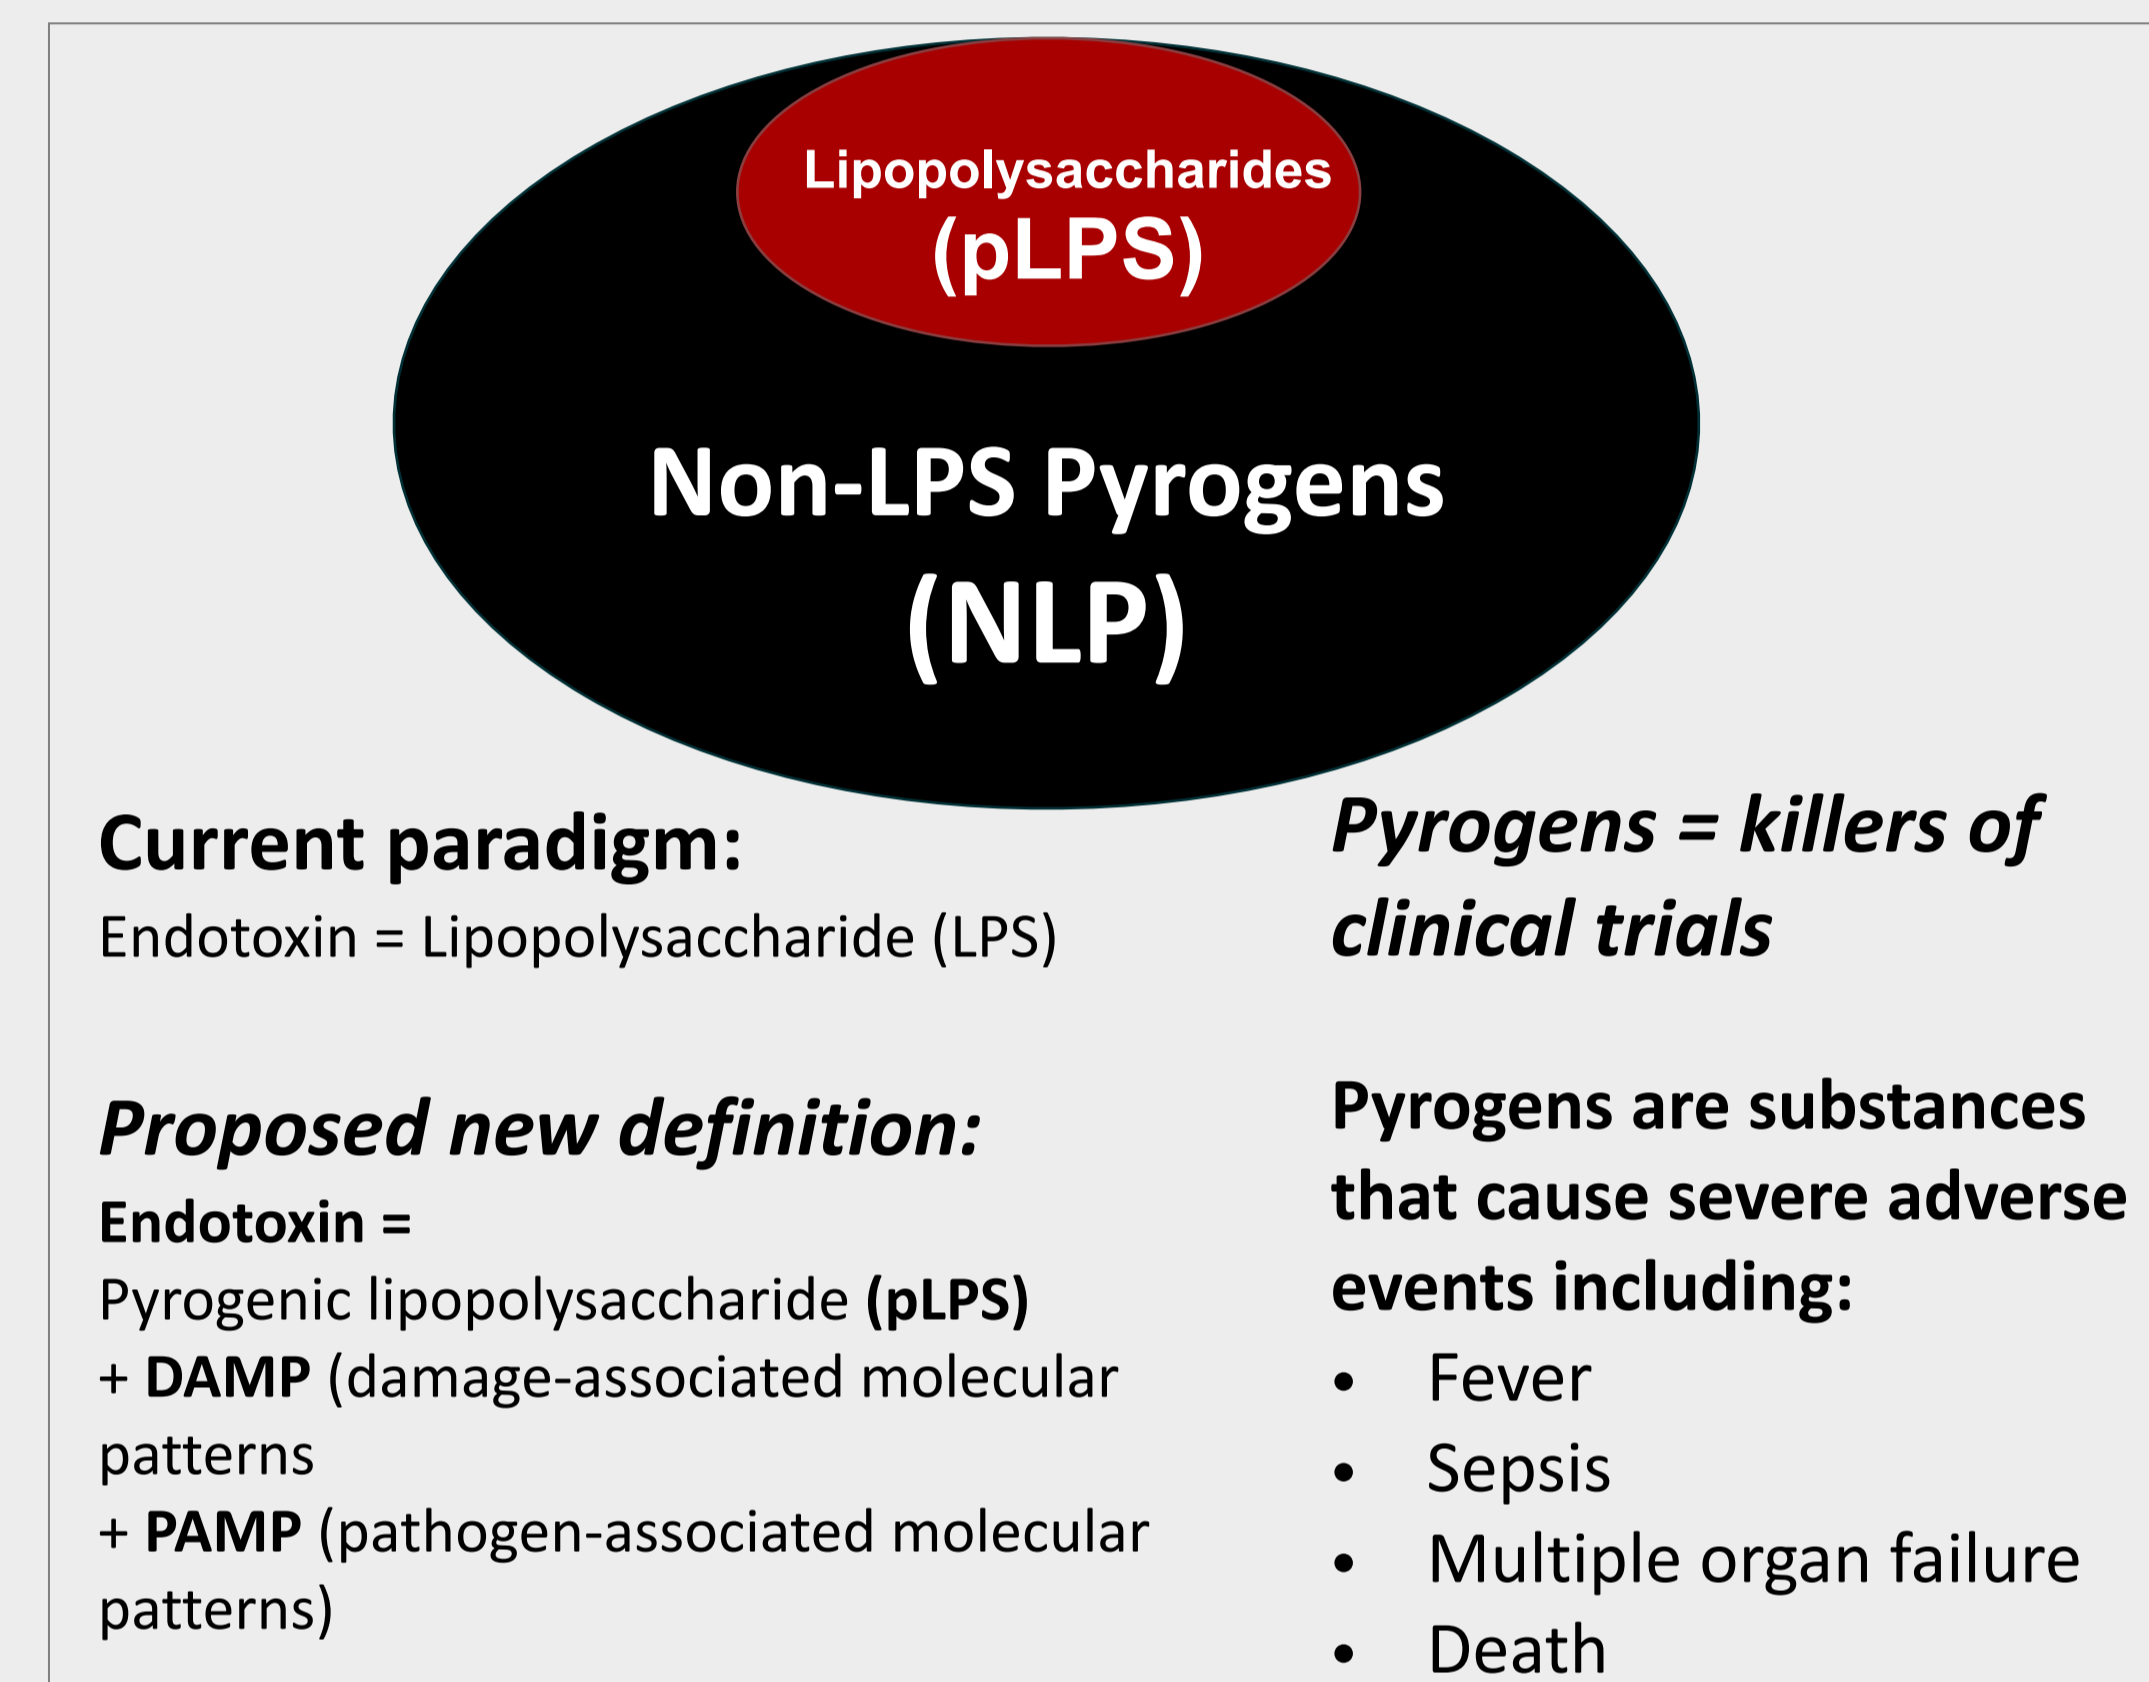 Lipopolysaccharides
(pLPS)
Non-LPS Pyrogens
(NLP)
Current paradigm:
Endotoxin = Lipopolysaccharide (LPS)
Proposed new definition:
Endotoxin =
Pyrogenic lipopolysaccharide (pLPS)
+ DAMP (damage-associated molecular
patterns
+ PAMP (pathogen-associated molecular
patterns)
Pyrogens = killers of
clinical trials
Pyrogens are substances
that cause severe adverse
events including:
• Fever
• Sepsis
• Multiple organ failure
• Death